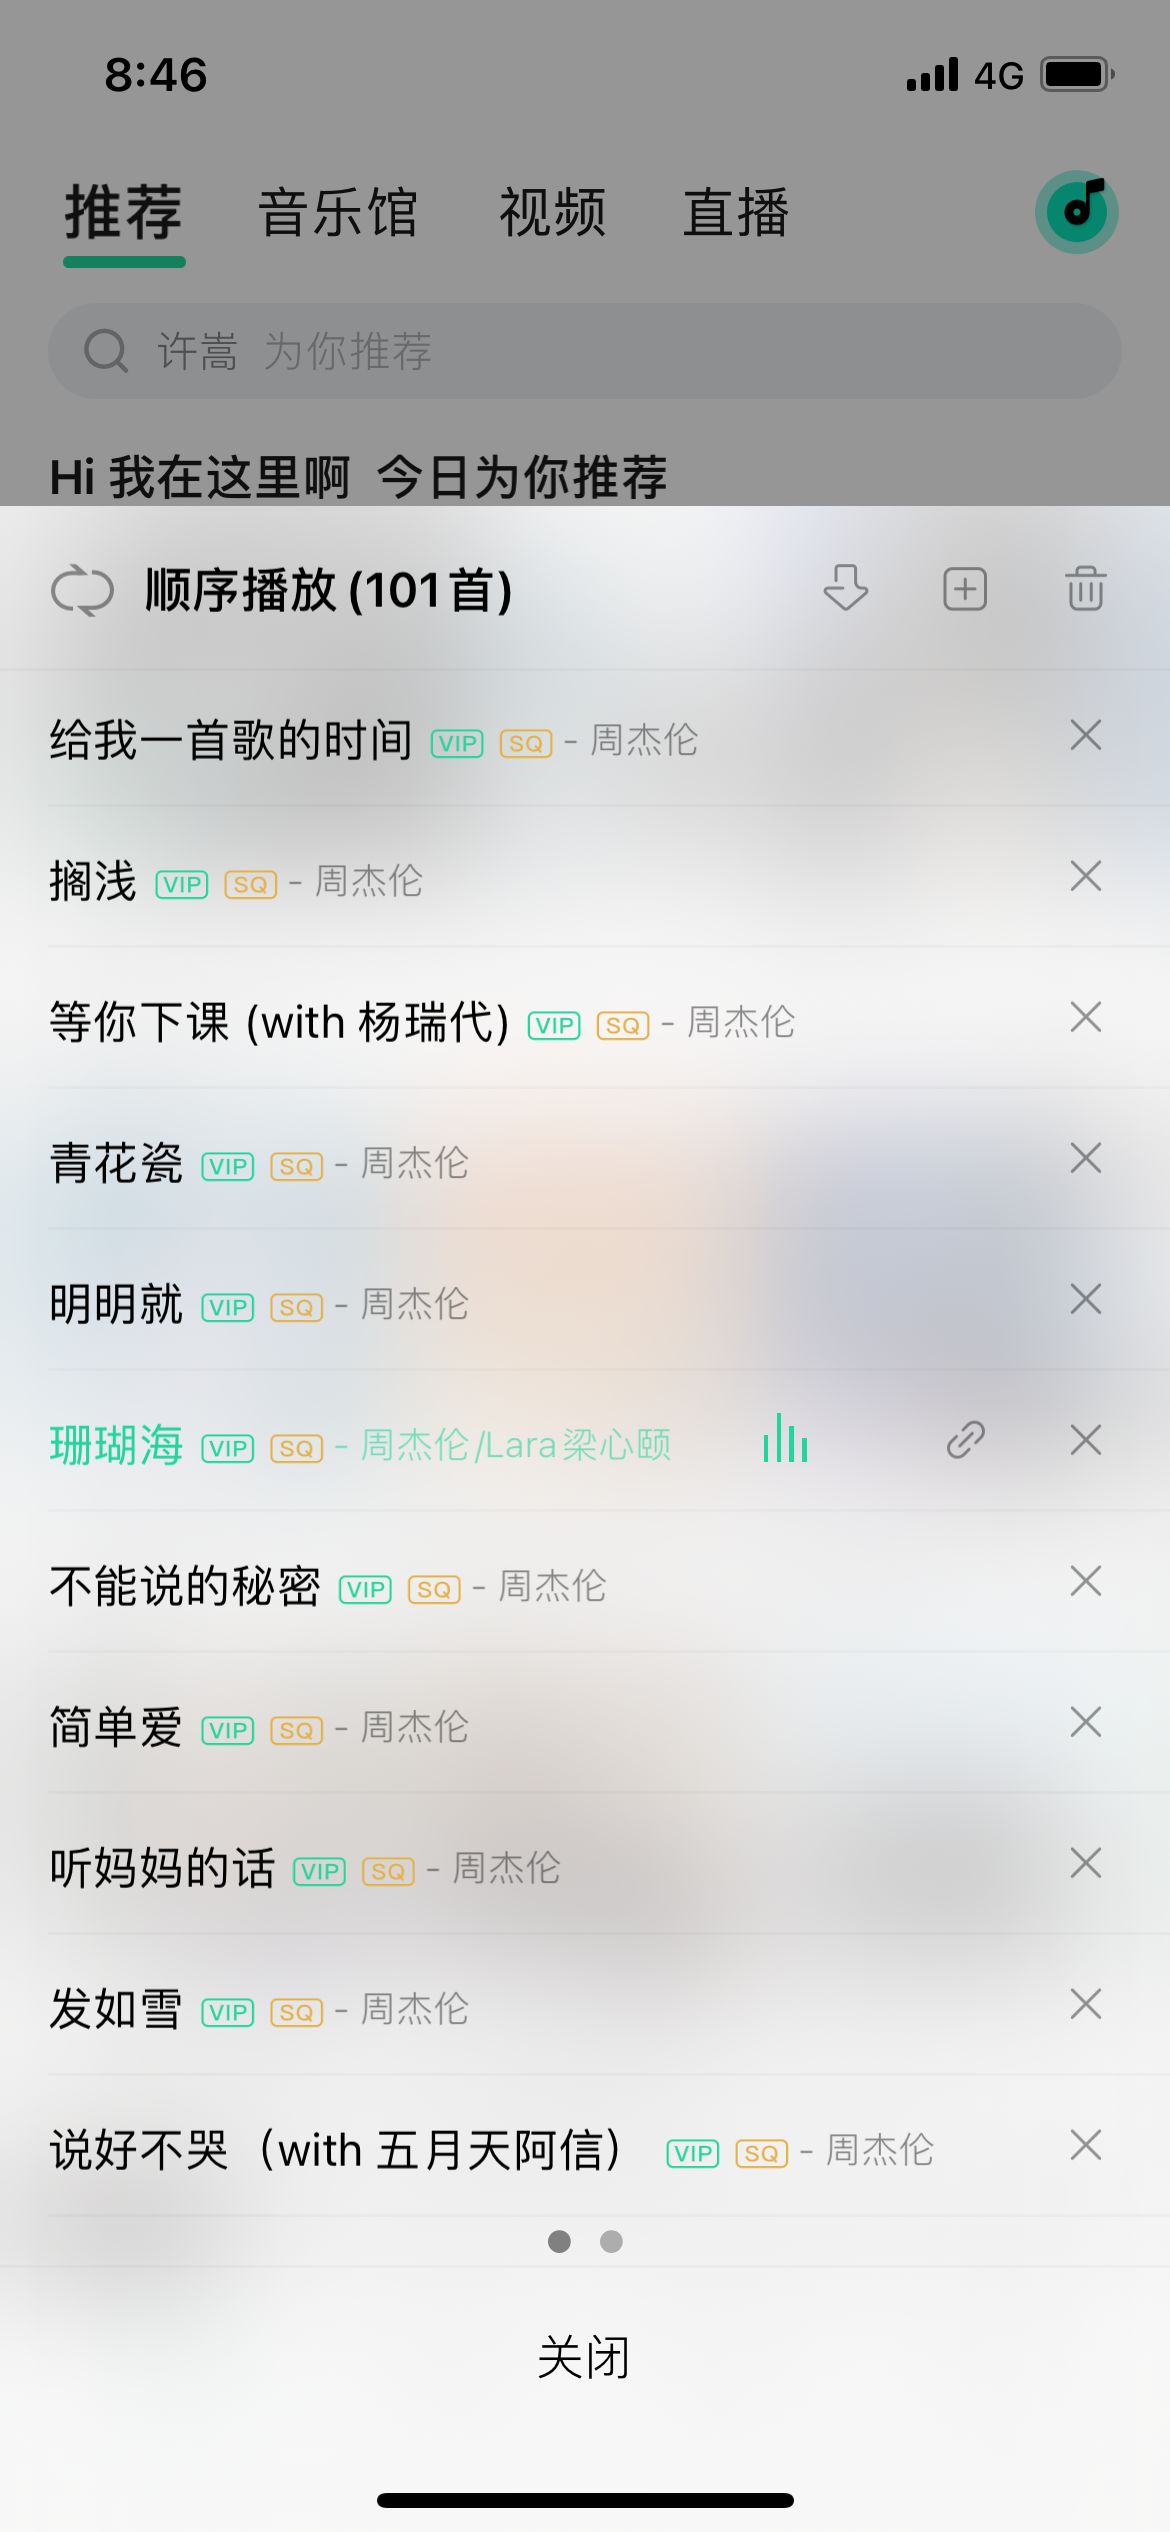 8:46 4G
推荐 音乐馆 视频 直播
许嵩 为你推荐
Hi 我在这里啊 今日为你推荐
顺序播放 (101首)
给我一首歌的时间 VIP SQ - 周杰伦
搁浅 VIP SQ - 周杰伦
等你下课 (with 杨瑞代) VIP SQ - 周杰伦
青花瓷 VIP SQ - 周杰伦
明明就 VIP SQ - 周杰伦
珊瑚海 VIP SQ - 周杰伦/Lara梁心颐
不能说的秘密 VIP SQ - 周杰伦
简单爱 VIP SQ - 周杰伦
听妈妈的话 VIP SQ - 周杰伦
发如雪 VIP SQ - 周杰伦
说好不哭（with 五月天阿信） VIP SQ - 周杰伦
关闭